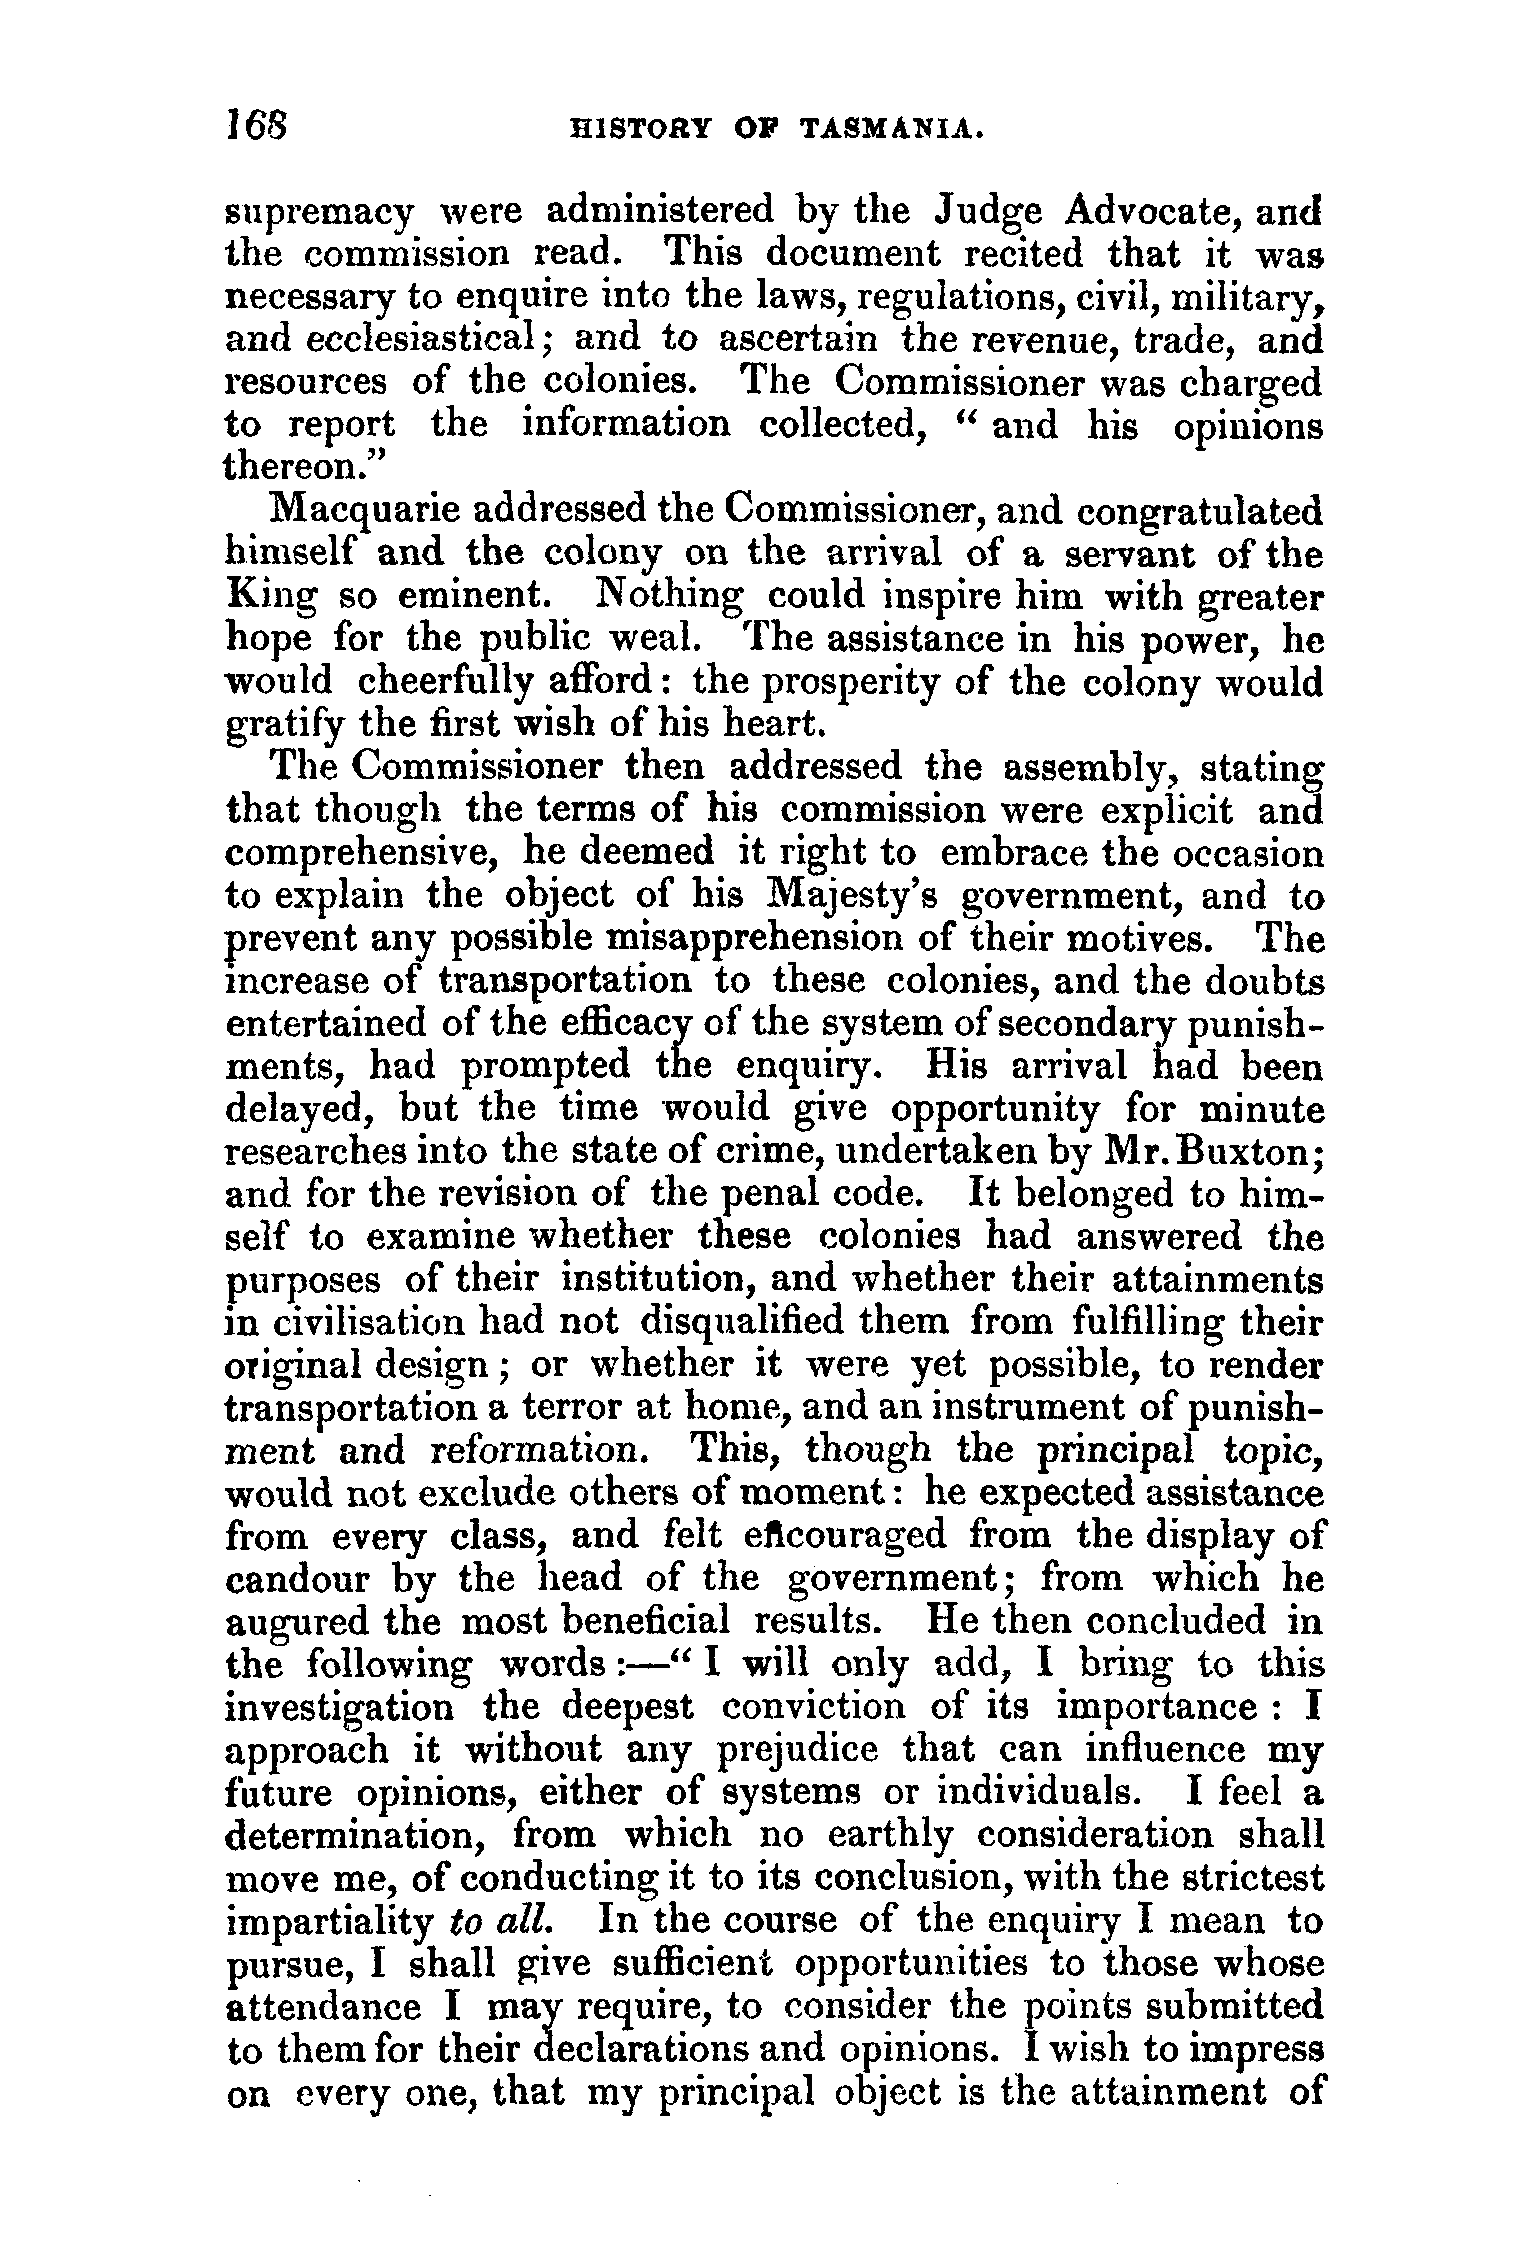 168 HISTORY OF TASMANIA.
supremacy were administered by the Judge Advocate, and
the commission read. This document recited that it was
necessary to enquire into the laws, regulations, civil, military,
and ecclesiastical; and to ascertain the revenue, trade, and
resources of the colonies. The Commissioner was charged
to report the information collected, “ and his opinions
thereon.”
Macquarie addressed the Commissioner, and congratulated
himself and the colony on the arrival of a servant of the
King so eminent. Nothing could inspire him with greater
hope for the public weal. The assistance in his power, he
would cheerfully afford : the prosperity of the colony would
gratify the first wish of his heart.
The Commissioner then addressed the assembly, stating
that though the terms of his commission were explicit and
comprehensive, he deemed it right to embrace the occasion
to explain the object of his Majesty’s government, and to
prevent any possible misapprehension of their motives. The
increase of transportation to these colonies, and the doubts
entertained of the efficacy of the system of secondary punish-
ments, had prompted the enquiry. His arrival had been
delayed, but the time would give opportunity for minute
researches into the state of crime, undertaken by Mr. Buxton;
and for the revision of the penal code. It belonged to him-
self to examine whether these colonies had answered the
purposes of their institution, and whether their attainments
in civilisation had not disqualified them from fulfilling their
original design ; or whether it were yet possible, to render
transportation a terror at home, and an instrument of punish-
ment and reformation. This, though the principal topic,
would not exclude others of moment : he expected assistance
from every class, and felt encouraged from the display of
candour by the head of the government; from which he
augured the most beneficial results. He then concluded in
the following words :—“ I will only add, I bring to this
investigation the deepest conviction of its importance : I
approach it without any prejudice that can influence my
future opinions, either of systems or individuals. I feel a
determination, from which no earthly consideration shall
move me, of conducting it to its conclusion, with the strictest
impartiality to all. In the course of the enquiry I mean to
pursue, I shall give sufficient opportunities to those whose
attendance I may require, to consider the points submitted
to them for their declarations and opinions. I wish to impress
on every one, that my principal object is the attainment of